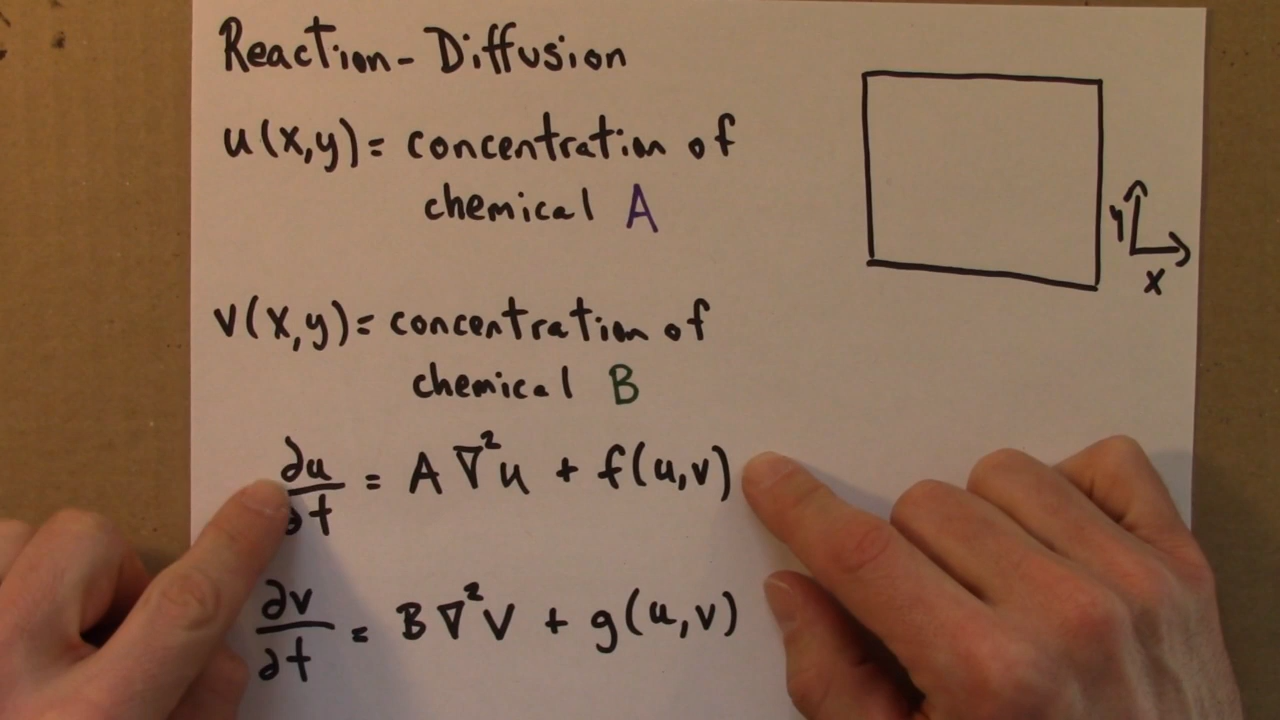 Reaction-Diffusion
u(x,y)= concentration of
chemical A
v(x,y)= concentration of
chemical B
∂u/∂t = A ∇²u + f(u,v)
∂v/∂t = B ∇²v + g(u,v)
y
x